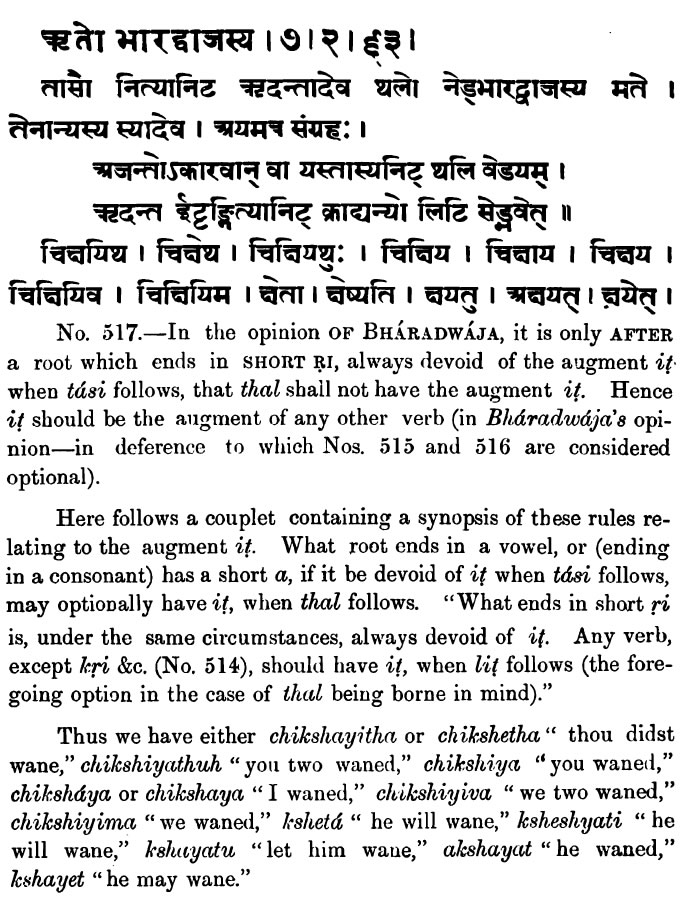 ऋतो भारद्वाजस्य । ७ । २ । ६३ ।
तासौ नित्यानिट ऋदन्तादेव थलो नेड्भारद्वाजस्य मते ।
तेनान्यस्य स्यादेव । अयमच संग्रहः ।
अजन्तोऽकारवान् वा यस्तास्यनिट् थलि वेडयम् ।
ऋदन्त ईदृङ्नित्यानिट् क्राद्यन्यो लिटि सेड्भवेत् ॥
चिक्षयिथ । चिक्षेथ । चिक्षियथुः । चिक्षिय । चिक्षाय । चिक्षय ।
चिक्षियिव । चिक्षियिम । क्षेता । क्षेष्यति । क्षयतु । अक्षयत् । क्षयेत् ।
No. 517.—In the opinion OF BHÁRADWÁJA, it is only AFTER
a root which ends in SHORT ṚI, always devoid of the augment iṭ
when tási follows, that thal shall not have the augment iṭ. Hence
iṭ should be the augment of any other verb (in Bháradwája's opi-
nion—in deference to which Nos. 515 and 516 are considered
optional).
Here follows a couplet containing a synopsis of these rules re-
lating to the augment iṭ. What root ends in a vowel, or (ending
in a consonant) has a short a, if it be devoid of iṭ when tási follows,
may optionally have iṭ, when thal follows. "What ends in short ṛi
is, under the same circumstances, always devoid of iṭ. Any verb,
except kṛi &c. (No. 514), should have iṭ, when liṭ follows (the fore-
going option in the case of thal being borne in mind)."
Thus we have either chikshayitha or chikshetha "thou didst
wane," chikshiyathuh "you two waned," chikshiya "you waned,"
chiksháya or chikshaya "I waned," chikshiyiva "we two waned,"
chikshiyima "we waned," kshetá "he will wane," ksheshyati "he
will wane," kshayatu "let him wane," akshayat "he waned,"
kshayet "he may wane."